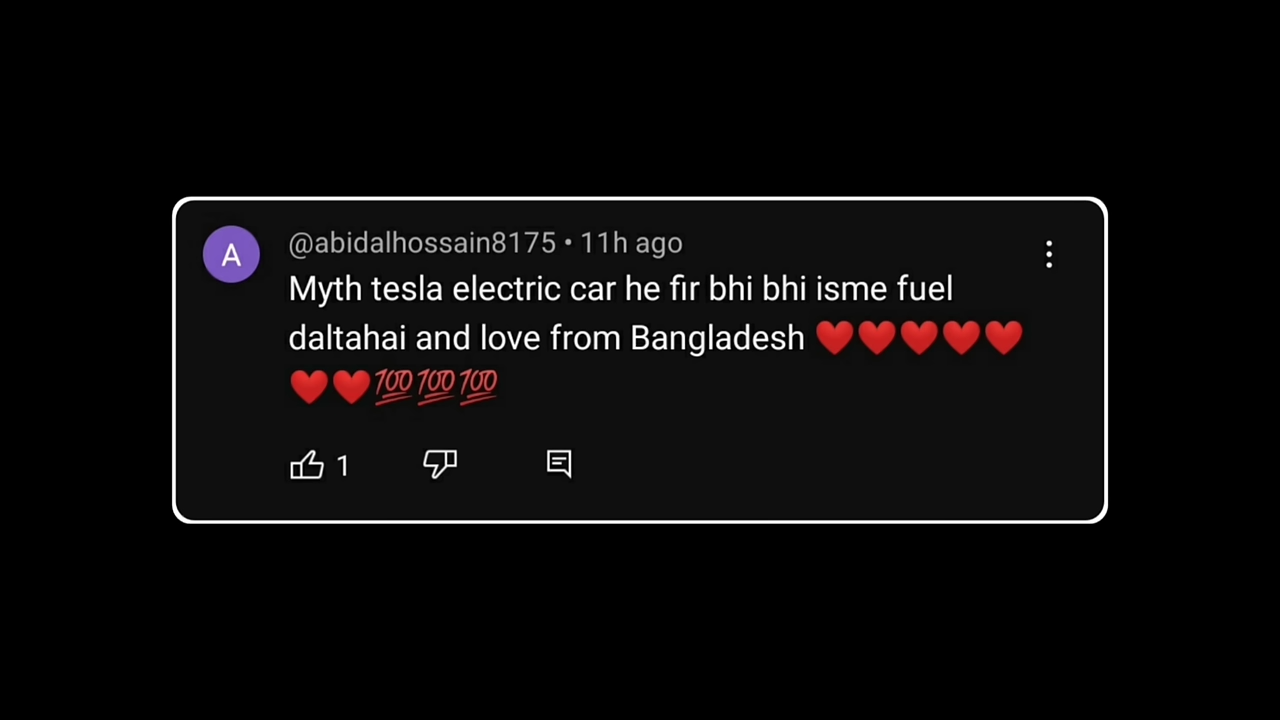 A
@abidalhossain8175 • 11h ago
Myth tesla electric car he fir bhi bhi isme fuel
daltahai and love from Bangladesh ❤️❤️❤️❤️❤️
❤️❤️💯💯💯
1